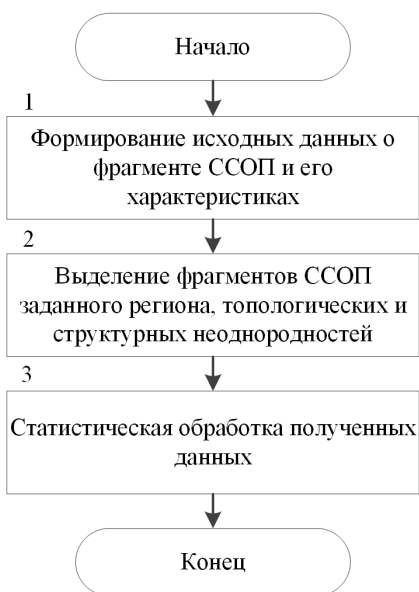 Начало
1
Формирование исходных данных о
фрагменте ССОП и его
характеристиках
2
Выделение фрагментов ССОП
заданного региона, топологических и
структурных неоднородностей
3
Статистическая обработка полученных
данных
Конец